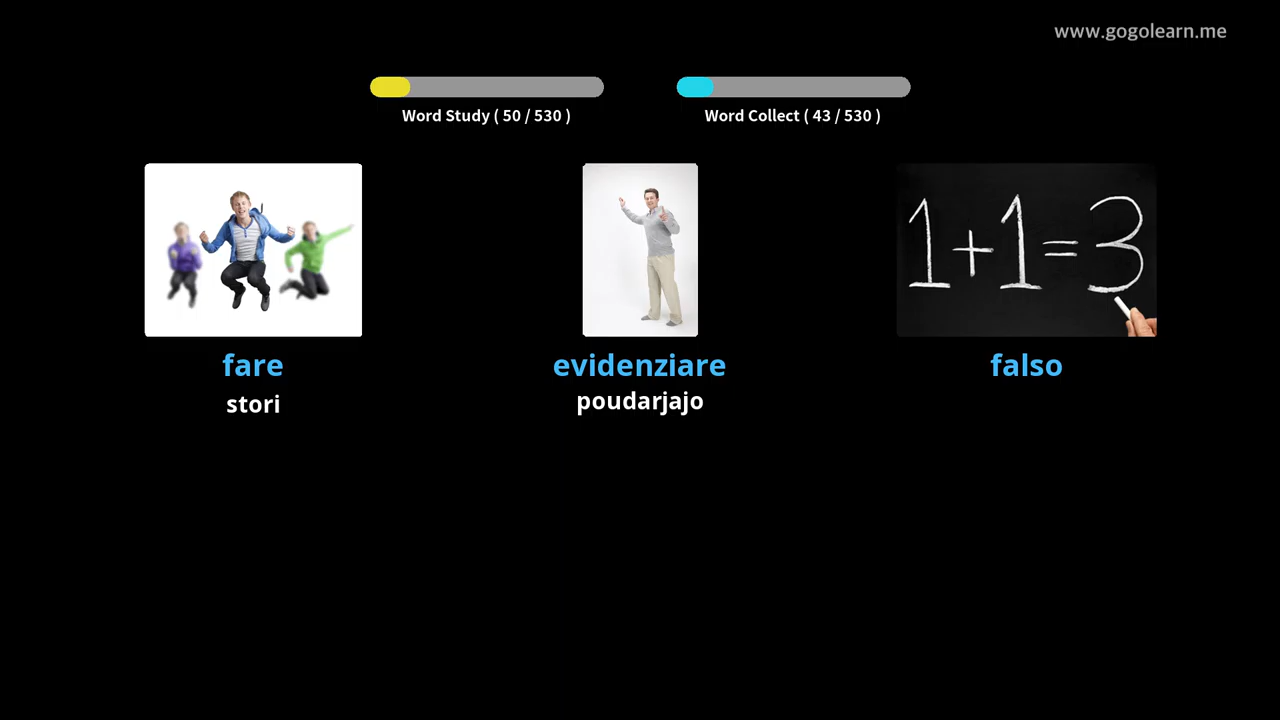 www.gogolearn.me
Word Study ( 50 / 530 )
Word Collect ( 43 / 530 )
1+1=3
fare
evidenziare
falso
stori
poudarjajo